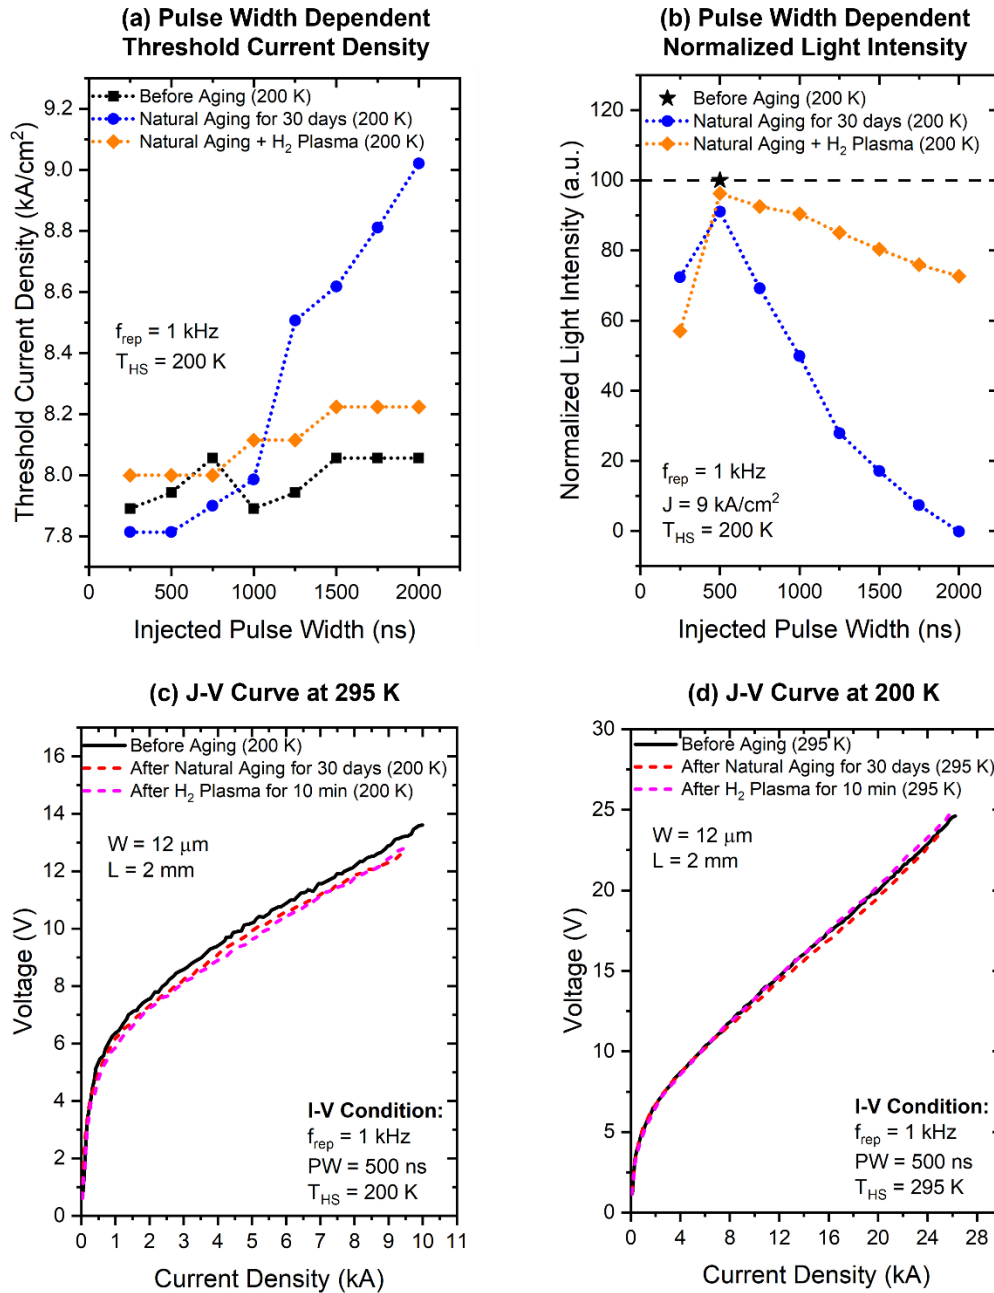 (a) Pulse Width Dependent
Threshold Current Density
Before Aging (200 K)
Natural Aging for 30 days (200 K)
Natural Aging + H2 Plasma (200 K)
f_rep = 1 kHz
T_HS = 200 K
Threshold Current Density (kA/cm²)
9.2
9.0
8.8
8.6
8.4
8.2
8.0
7.8
0 500 1000 1500 2000
Injected Pulse Width (ns)
(b) Pulse Width Dependent
Normalized Light Intensity
Before Aging (200 K)
Natural Aging for 30 days (200 K)
Natural Aging + H2 Plasma (200 K)
f_rep = 1 kHz
J = 9 kA/cm²
T_HS = 200 K
Normalized Light Intensity (a.u.)
120
100
80
60
40
20
0
0 500 1000 1500 2000
Injected Pulse Width (ns)
(c) J-V Curve at 295 K
Before Aging (200 K)
After Natural Aging for 30 days (200 K)
After H2 Plasma for 10 min (200 K)
W = 12 μm
L = 2 mm
I-V Condition:
f_rep = 1 kHz
PW = 500 ns
T_HS = 200 K
Voltage (V)
16
14
12
10
8
6
4
2
0
0 1 2 3 4 5 6 7 8 9 10 11
Current Density (kA)
(d) J-V Curve at 200 K
Before Aging (295 K)
After Natural Aging for 30 days (295 K)
After H2 Plasma for 10 min (295 K)
W = 12 μm
L = 2 mm
I-V Condition:
f_rep = 1 kHz
PW = 500 ns
T_HS = 295 K
Voltage (V)
30
25
20
15
10
5
0
0 4 8 12 16 20 24 28
Current Density (kA)